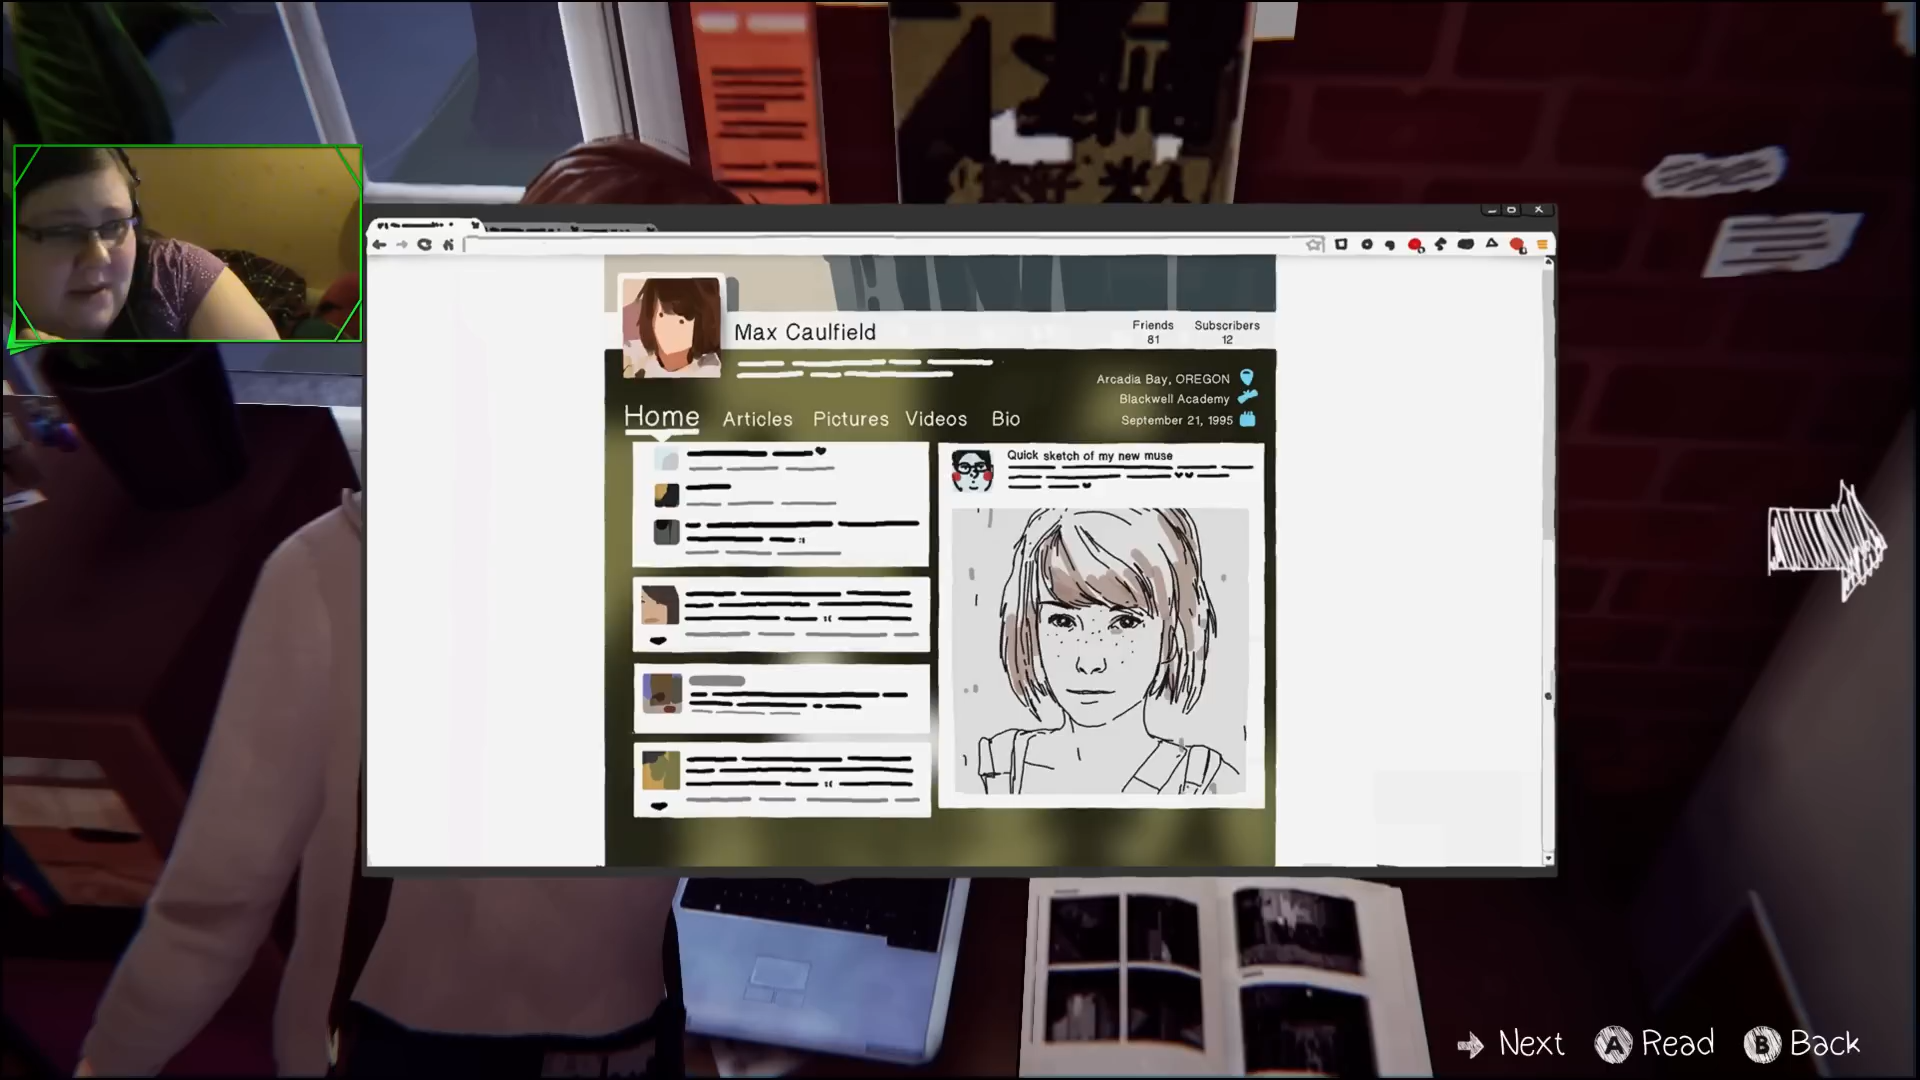 Max Caulfield
Friends
81
Subscribers
12
Arcadia Bay, OREGON
Blackwell Academy
September 21, 1995
Home Articles Pictures Videos Bio
Quick sketch of my new muse
Next A Read B Back